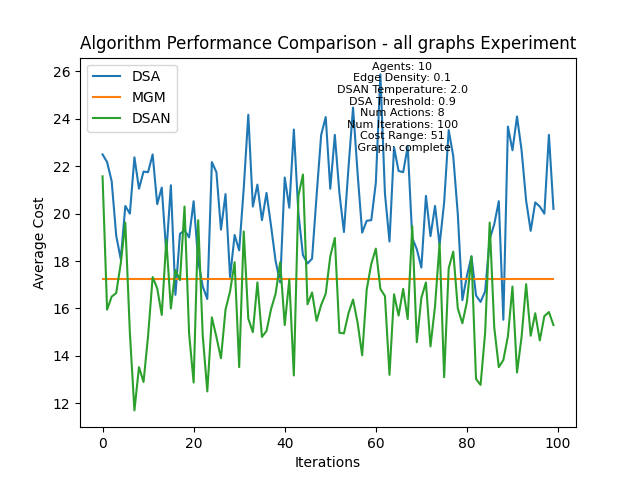 Algorithm Performance Comparison - all graphs Experiment
DSA
MGM
DSAN
Agents: 10
Edge Density: 0.1
DSAN Temperature: 2.0
DSA Threshold: 0.9
Num Actions: 8
Num Iterations: 100
Cost Range: 51
Graph: complete
Average Cost
26
24
22
20
18
16
14
12
0
20
40
60
80
100
Iterations